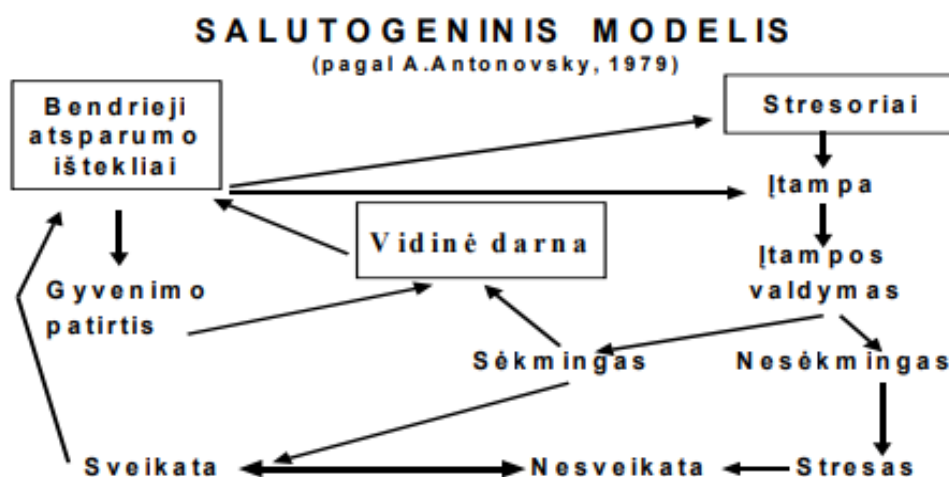 SALUTOGENINIS MODELIS
(pagal A.Antonovsky, 1979)
Bendrieji
atsparumo
ištekliai
Stresoriai
Įtampa
Vidinė darna
Įtampos
valdymas
Gyvenimo
patirtis
Sėkmingas
Nesėkmingas
Sveikata
Nesveikata
Stresas